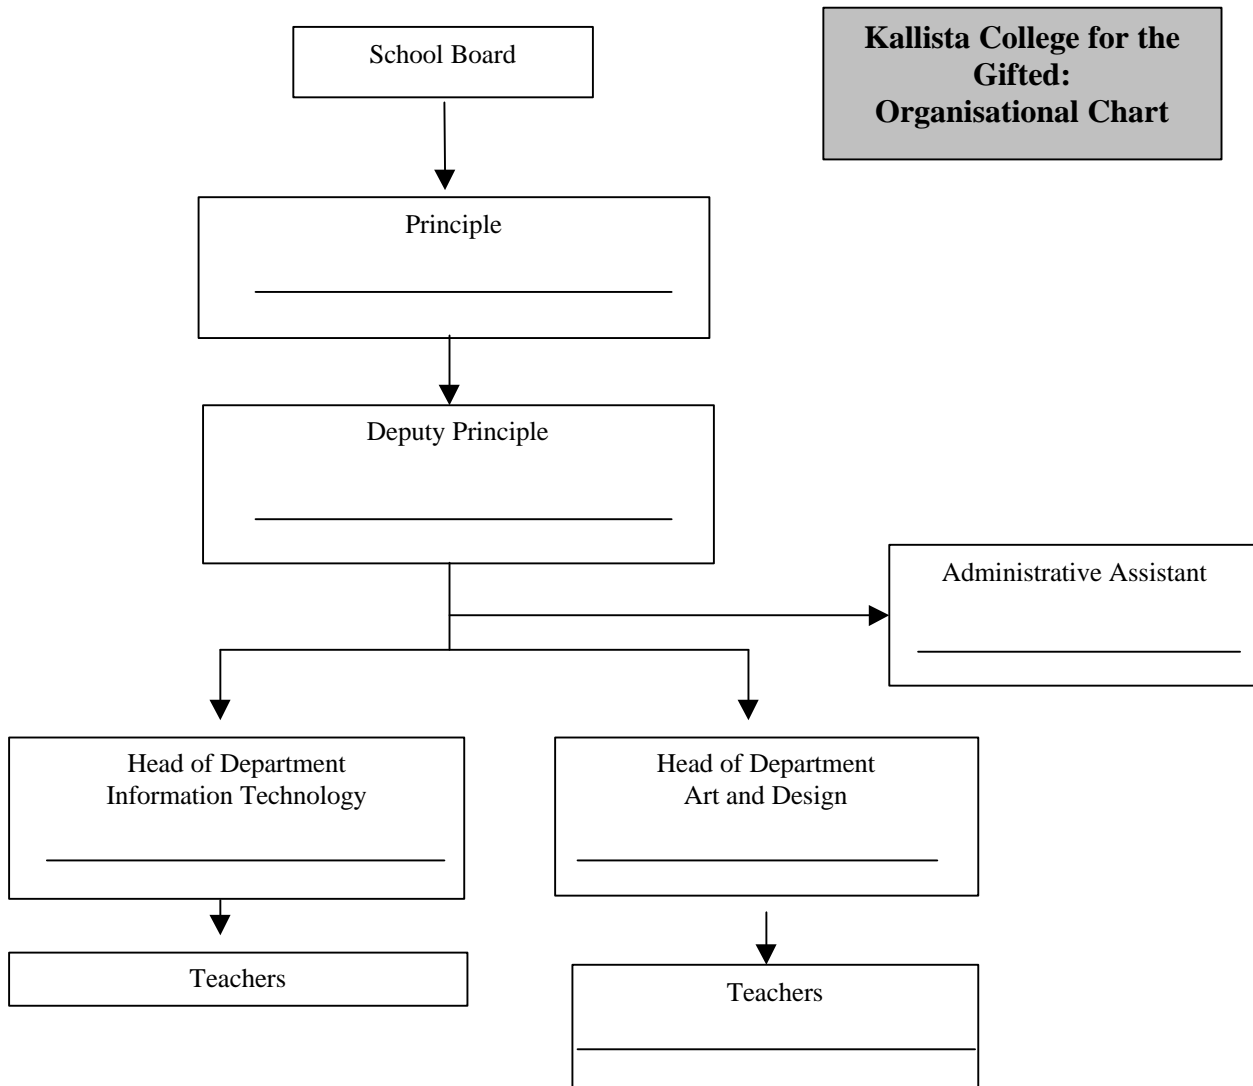 School Board
Kallista College for the
Gifted:
Organisational Chart
Principle
Deputy Principle
Administrative Assistant
Head of Department
Information Technology
Head of Department
Art and Design
Teachers
Teachers